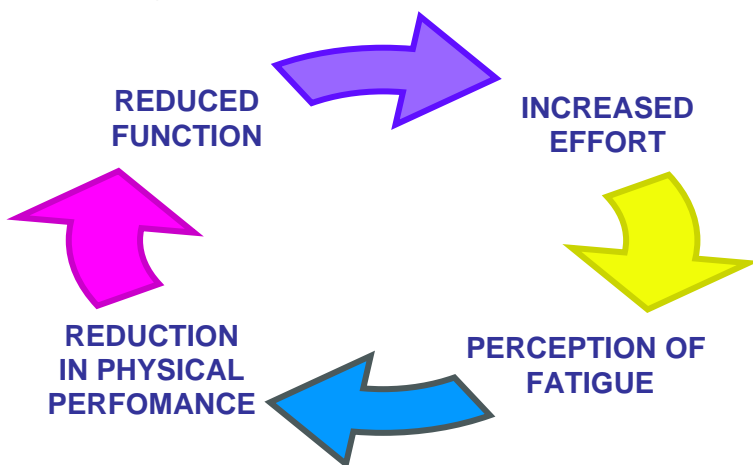 REDUCED
FUNCTION
INCREASED
EFFORT
PERCEPTION OF
FATIGUE
REDUCTION
IN PHYSICAL
PERFOMANCE